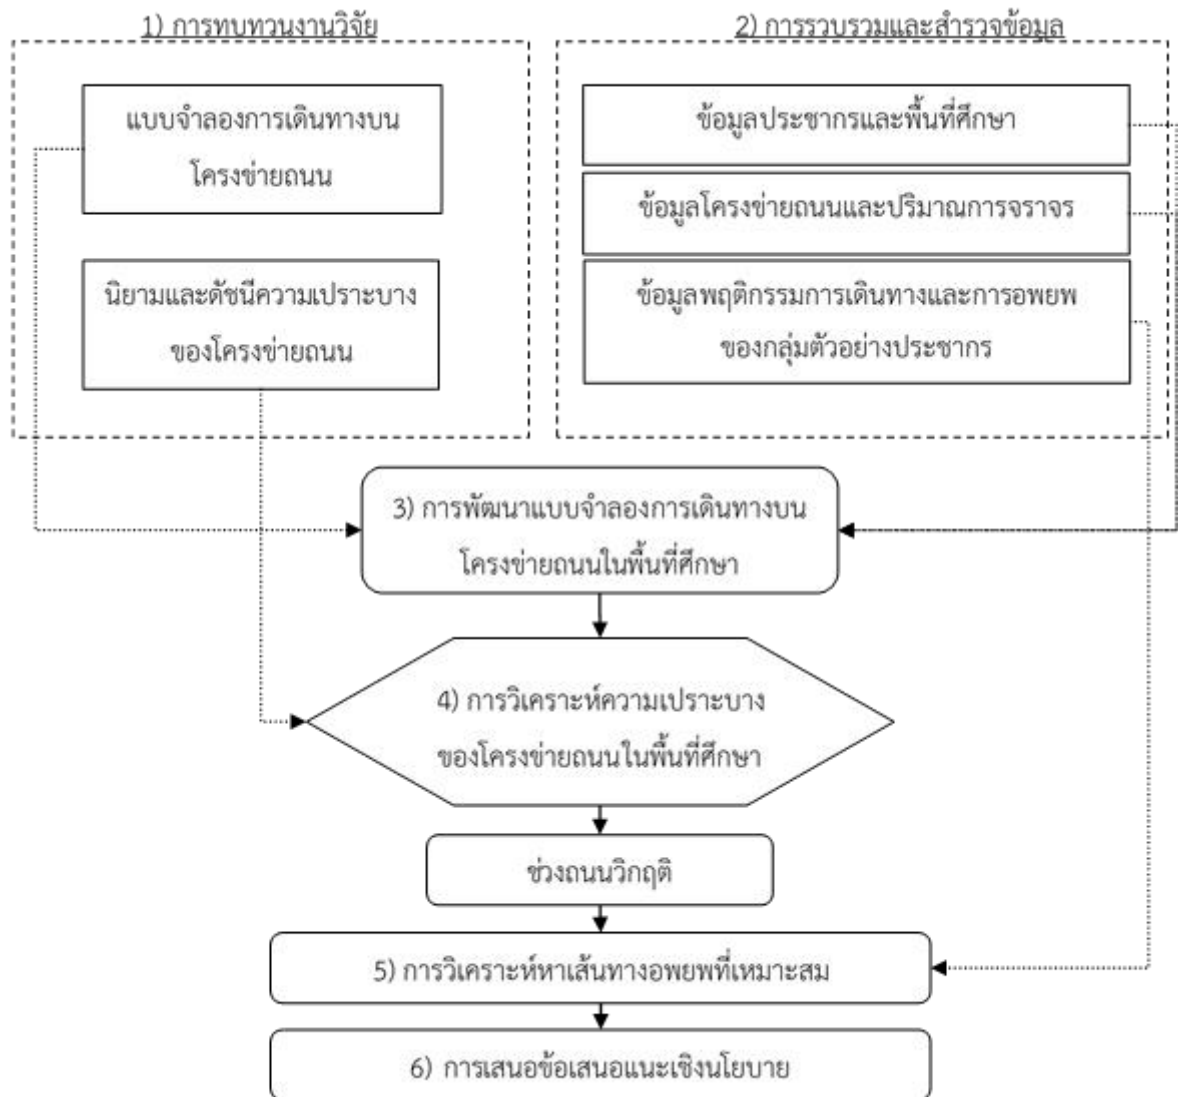 1) การทบทวนงานวิจัย
แบบจำลองการเดินทางบน
โครงข่ายถนน
นิยามและดัชนีความเปราะบาง
ของโครงข่ายถนน
2) การรวบรวมและสำรวจข้อมูล
ข้อมูลประชากรและพื้นที่ศึกษา
ข้อมูลโครงข่ายถนนและปริมาณการจราจร
ข้อมูลพฤติกรรมการเดินทางและการอพยพ
ของกลุ่มตัวอย่างประชากร
3) การพัฒนาแบบจำลองการเดินทางบน
โครงข่ายถนนในพื้นที่ศึกษา
4) การวิเคราะห์ความเปราะบาง
ของโครงข่ายถนนในพื้นที่ศึกษา
ช่วงถนนวิกฤติ
5) การวิเคราะห์หาเส้นทางอพยพที่เหมาะสม
6) การเสนอข้อเสนอแนะเชิงนโยบาย